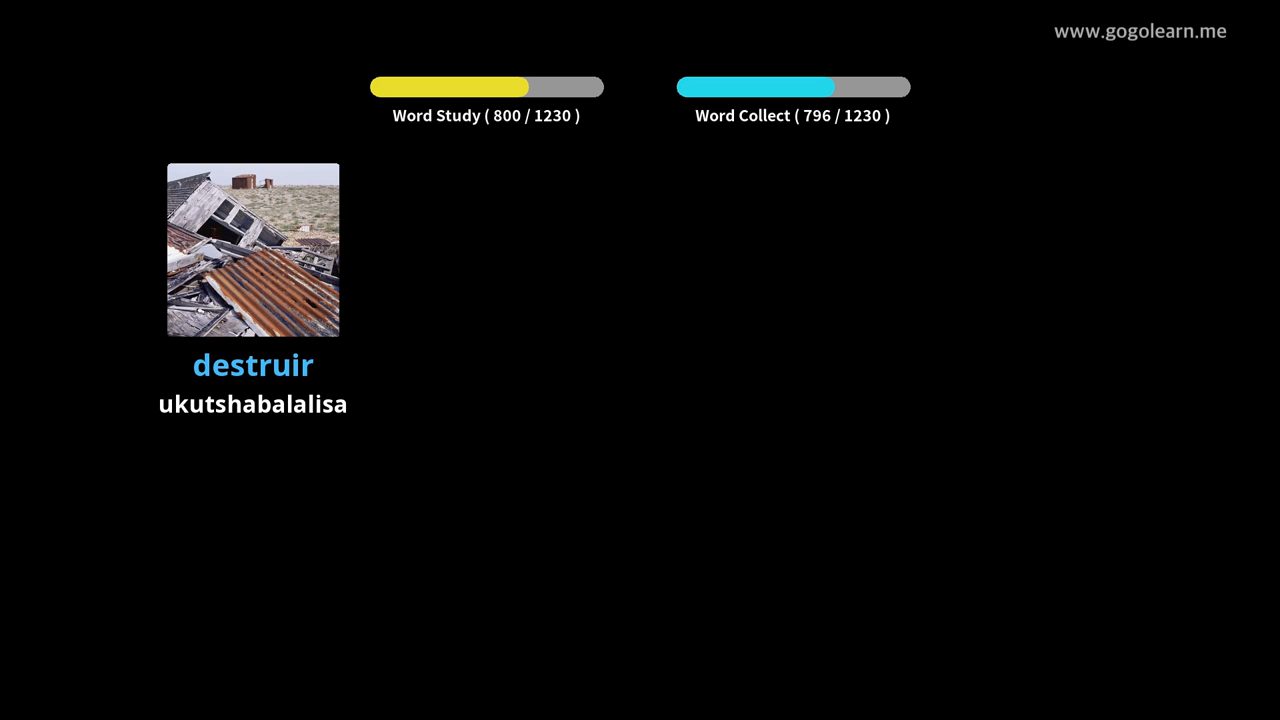 www.gogolearn.me
Word Study ( 800 / 1230 )
Word Collect ( 796 / 1230 )
destruir
ukutshabalalisa